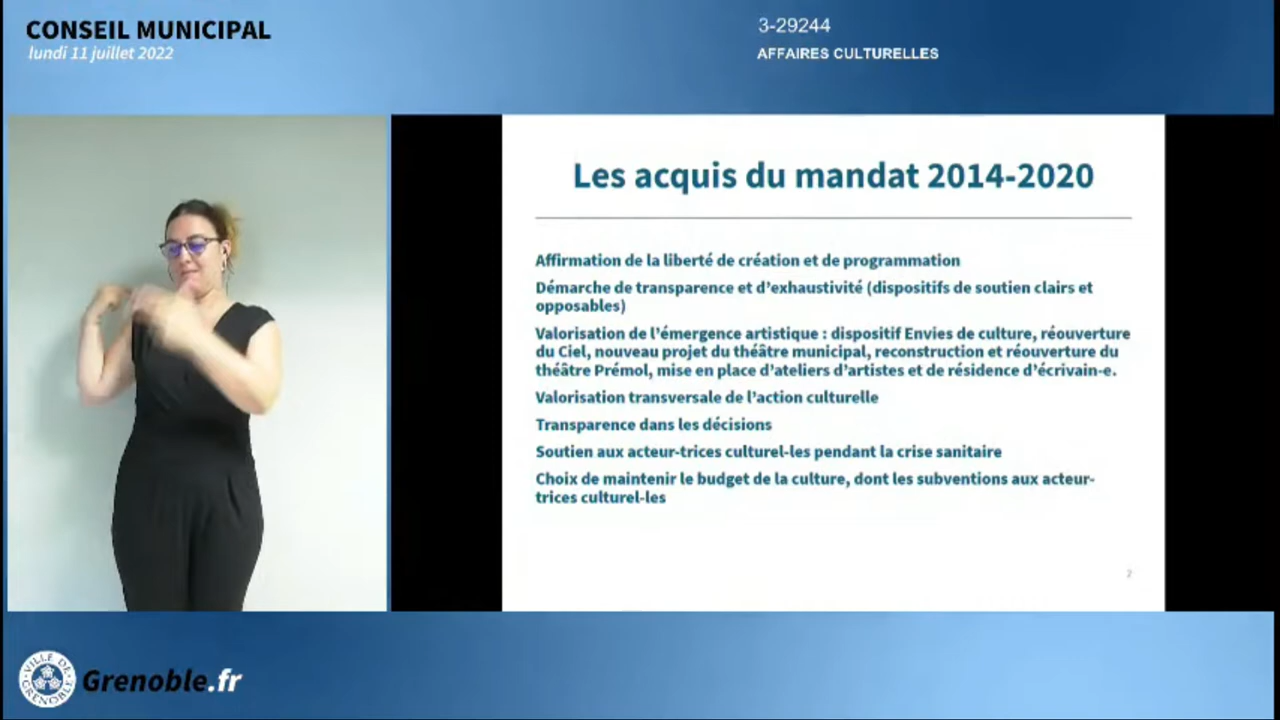 CONSEIL MUNICIPAL
lundi 11 juillet 2022
3-29244
AFFAIRES CULTURELLES
Les acquis du mandat 2014-2020
Affirmation de la liberté de création et de programmation
Démarche de transparence et d'exhaustivité (dispositifs de soutien clairs et
opposables)
Valorisation de l'émergence artistique : dispositif Envies de culture, réouverture
du Ciel, nouveau projet du théâtre municipal, reconstruction et réouverture du
théâtre Prémol, mise en place d'ateliers d'artistes et de résidence d'écrivain-e.
Valorisation transversale de l'action culturelle
Transparence dans les décisions
Soutien aux acteur-trices culturel-les pendant la crise sanitaire
Choix de maintenir le budget de la culture, dont les subventions aux acteur-
trices culturel-les
2
VILLE DE
GRENOBLE
Grenoble.fr